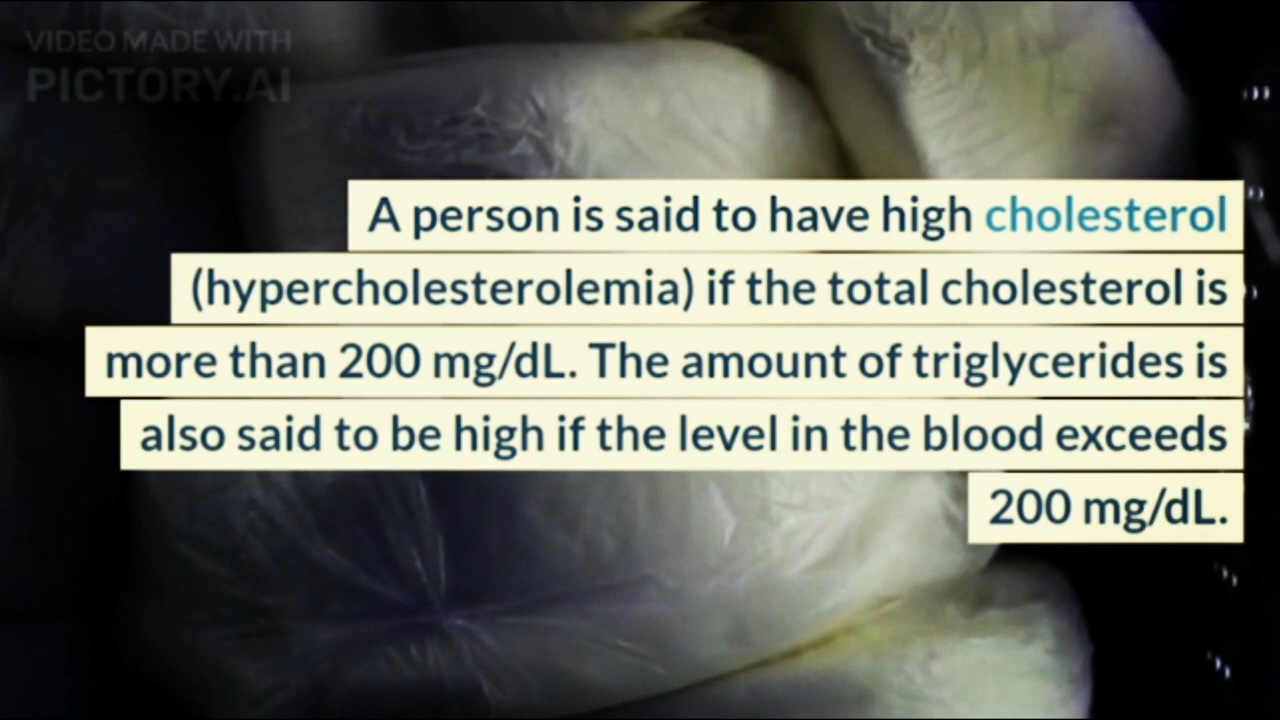 VIDEO MADE WITH
PICTORY.AI
A person is said to have high cholesterol
(hypercholesterolemia) if the total cholesterol is
more than 200 mg/dL. The amount of triglycerides is
also said to be high if the level in the blood exceeds
200 mg/dL.